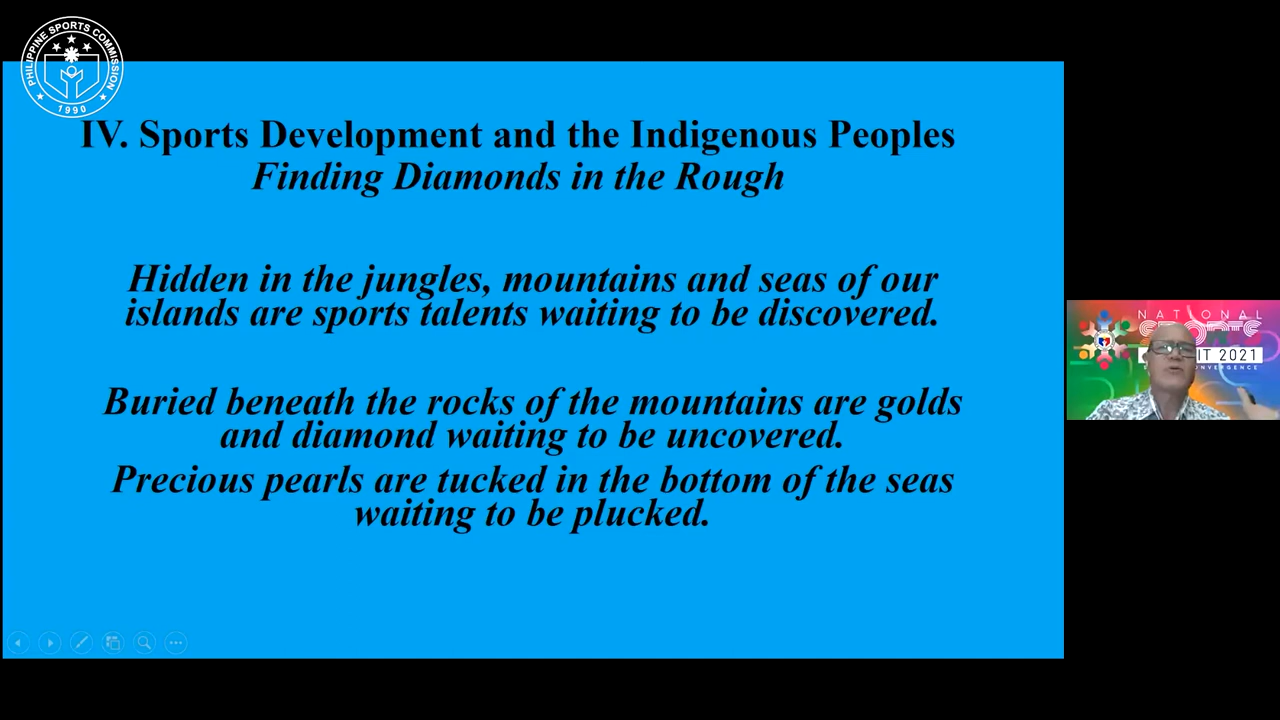 PHILIPPINE SPORTS COMMISSION
1990
IV. Sports Development and the Indigenous Peoples
Finding Diamonds in the Rough
Hidden in the jungles, mountains and seas of our
islands are sports talents waiting to be discovered.
Buried beneath the rocks of the mountains are golds
and diamond waiting to be uncovered.
Precious pearls are tucked in the bottom of the seas
waiting to be plucked.
NATIONAL
SPORTS
IT 2021